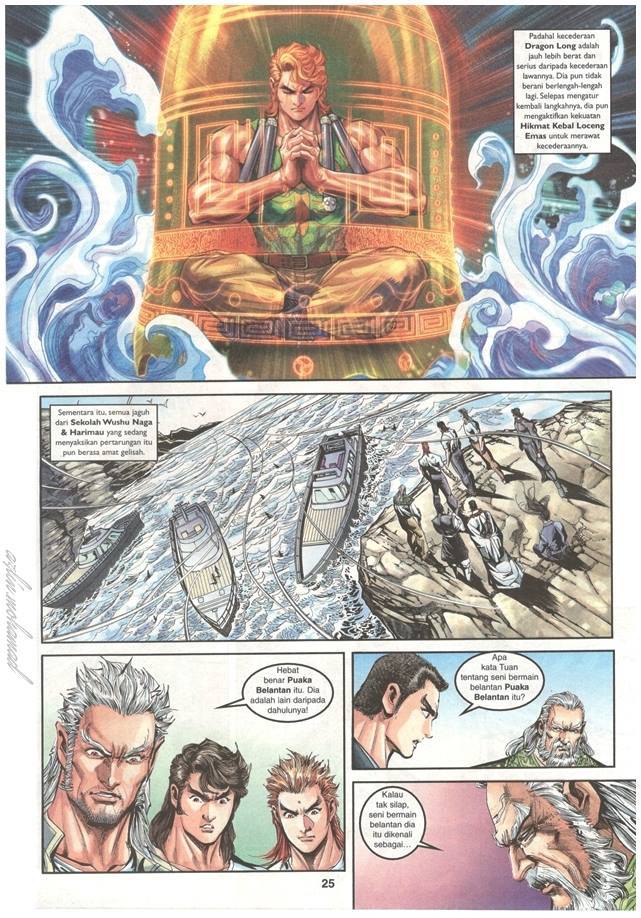 Padahal kecederaan
Dragon Long adalah
jauh lebih berat dan
serius daripada kecederaan
lawannya. Dia pun tidak
berani berlengah-lengah
lagi. Selepas mengatur
kembali langkahnya, dia pun
mengaktifkan kekuatan
Hikmat Kebal Loceng
Emas untuk merawat
kecederaannya.
Sementara itu, semua jaguh
dari Sekolah Wushu Naga
& Harimau yang sedang
menyaksikan pertarungan itu
pun berasa amat gelisah.
Hebat
benar Puaka
Belantan itu. Dia
adalah lain daripada
dahulunya!
Apa
kata Tuan
tentang seni bermain
belantan Puaka
Belantan itu?
Kalau
tak silap,
seni bermain
belantan dia
itu dikenali
sebagai...
25